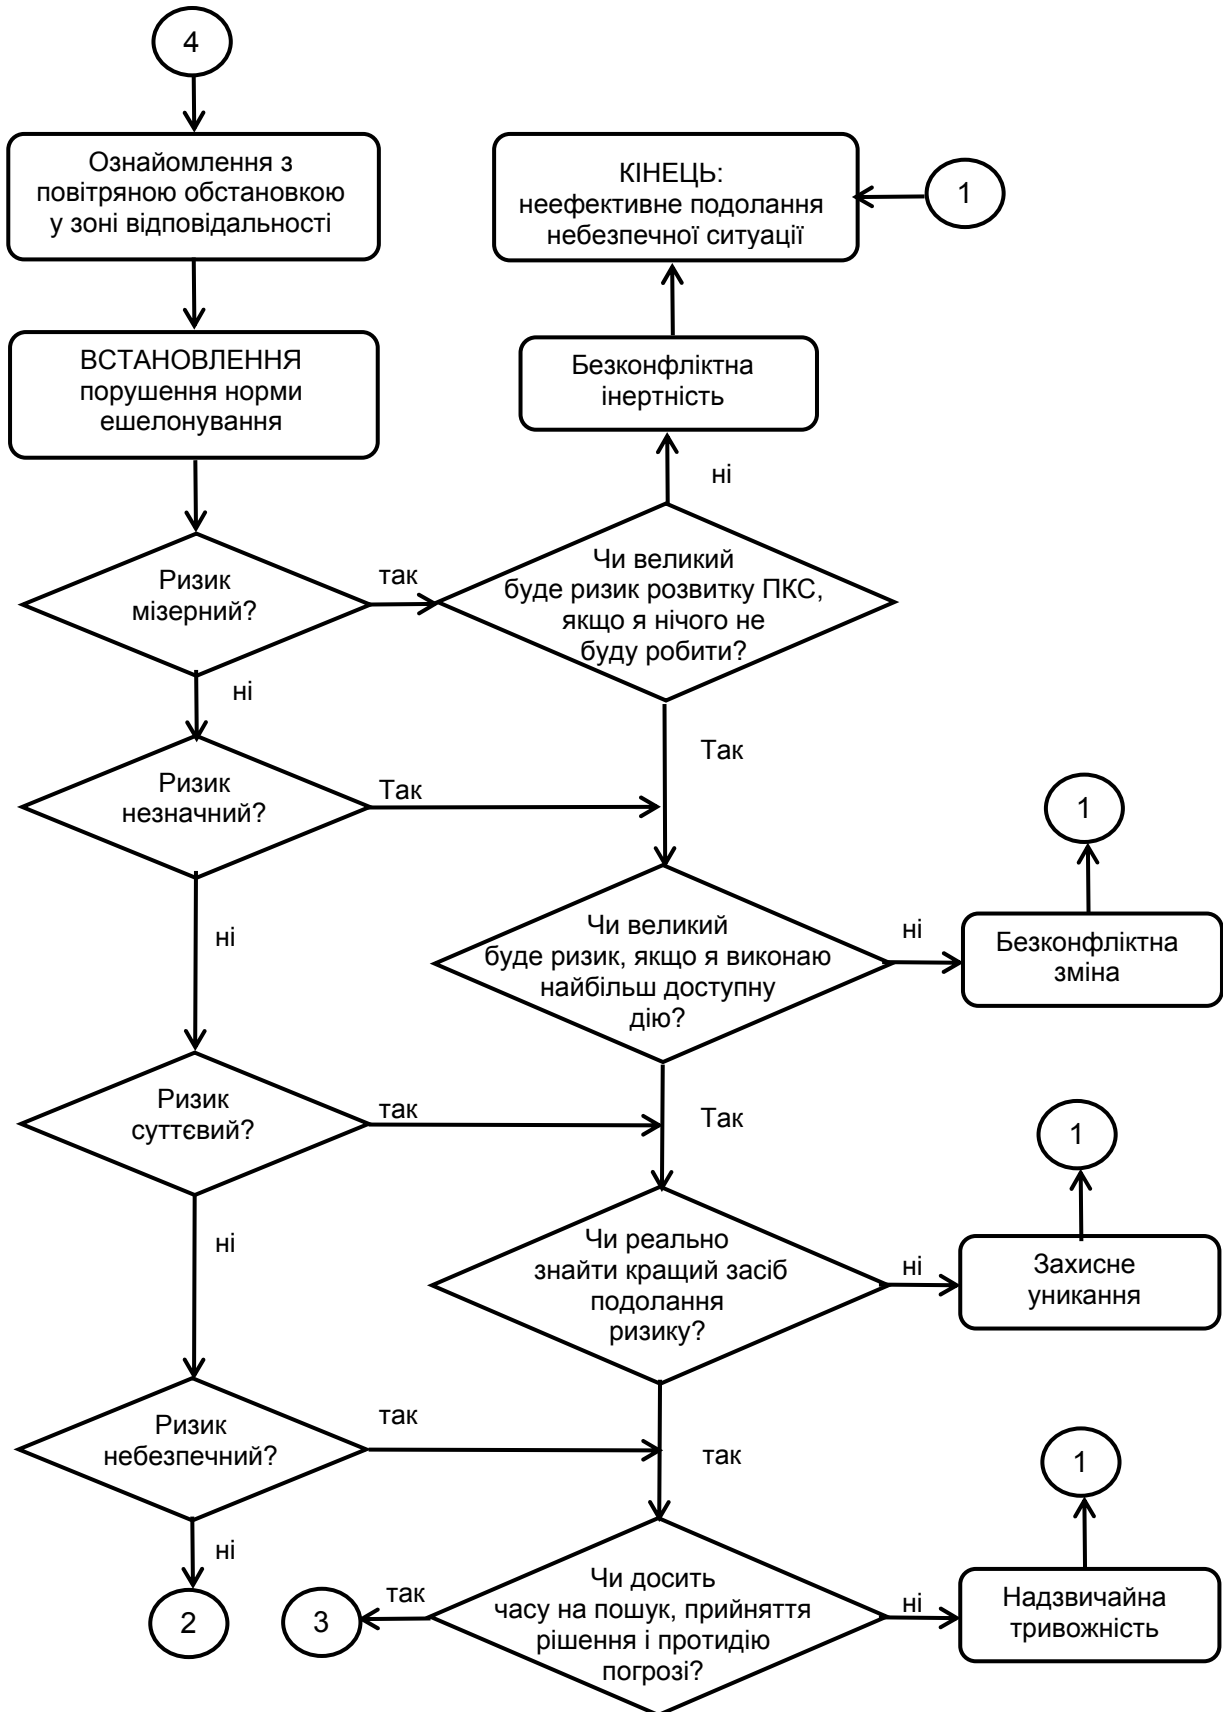 4
Ознайомлення з
повітряною обстановкою
у зоні відповідальності
КІНЕЦЬ:
неефективне подолання
небезпечної ситуації
1
ВСТАНОВЛЕННЯ
порушення норми
ешелонування
Безконфліктна
інертність
ні
Ризик
мізерний?
так
Чи великий
буде ризик розвитку ПКС,
якщо я нічого не
буду робити?
ні
Так
Ризик
незначний?
Так
1
ні
Чи великий
буде ризик, якщо я виконаю
найбільш доступну
дію?
ні
Безконфліктна
зміна
Ризик
суттєвий?
так
Так
1
ні
Чи реально
знайти кращий засіб
подолання
ризику?
ні
Захисне
уникання
Ризик
небезпечний?
так
так
1
ні
2
3
так
Чи досить
часу на пошук, прийняття
рішення і протидію
погрозі?
ні
Надзвичайна
тривожність